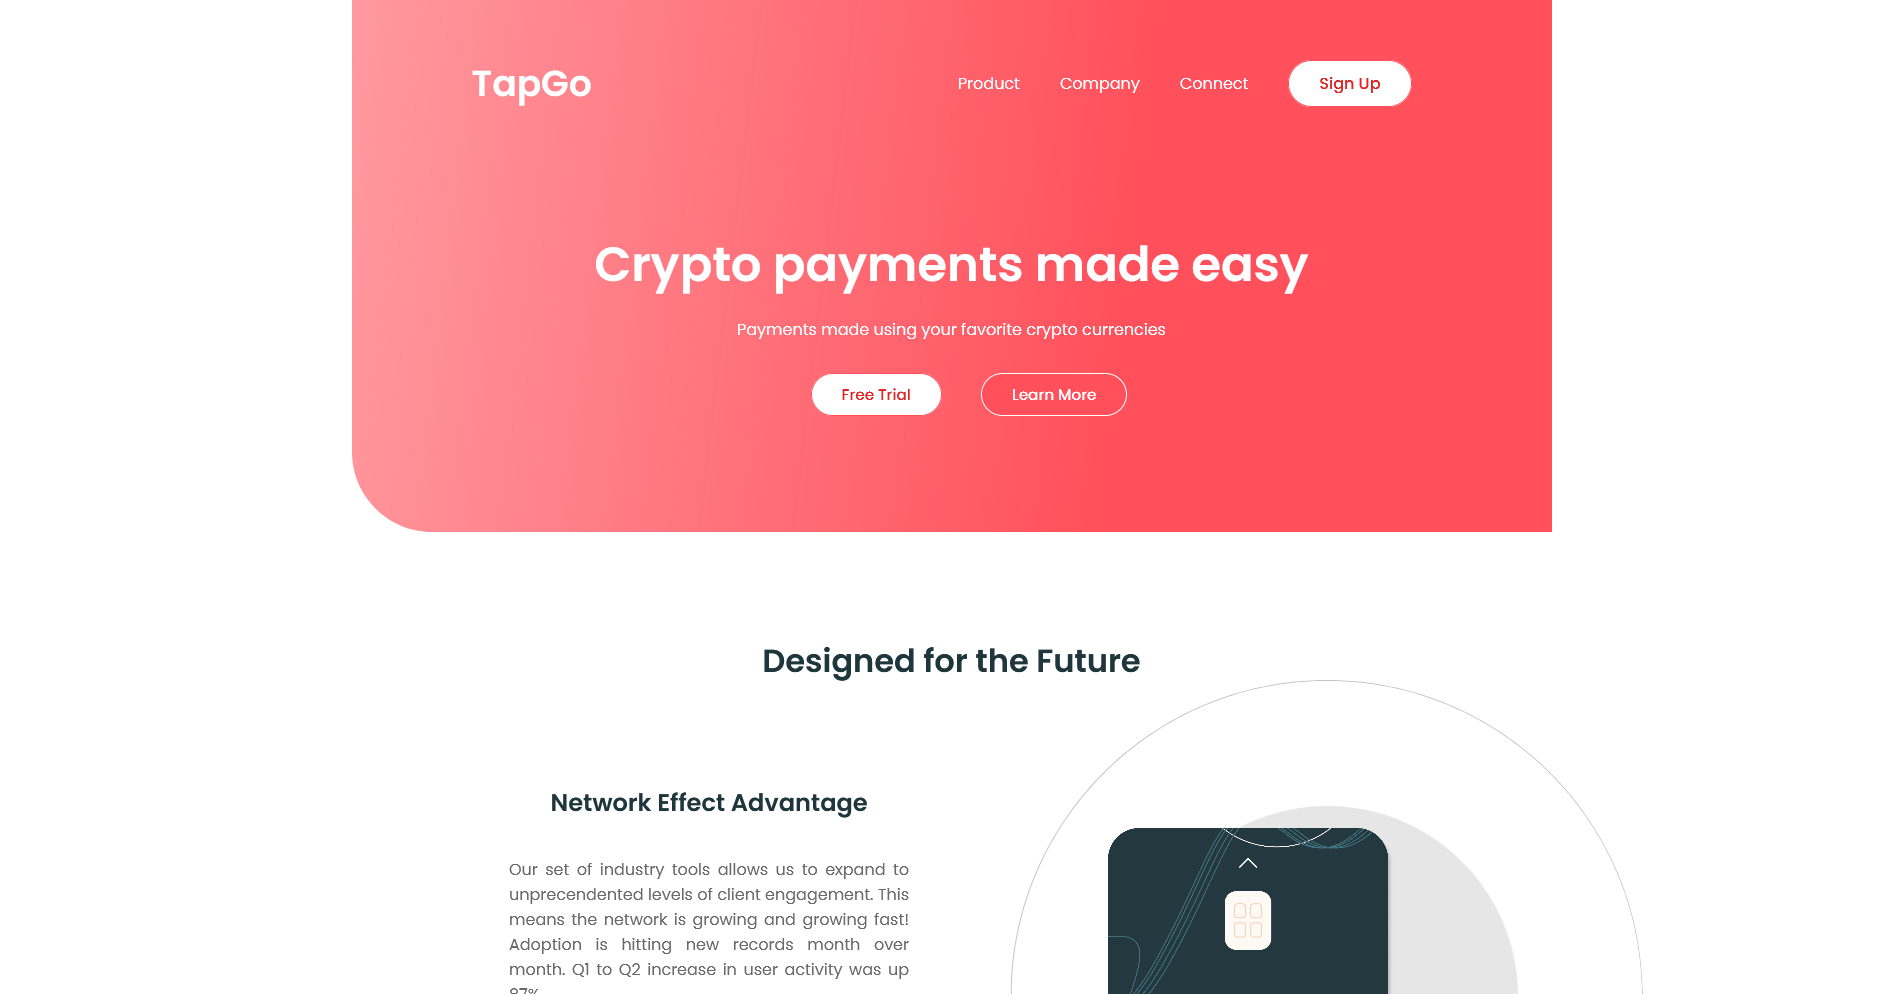 TapGo
Product
Company
Connect
Sign Up
Crypto payments made easy
Payments made using your favorite crypto currencies
Free Trial
Learn More
Designed for the Future
Network Effect Advantage
Our set of industry tools allows us to expand to
unprecendented levels of client engagement. This
means the network is growing and growing fast!
Adoption is hitting new records month over
month. Q1 to Q2 increase in user activity was up
87%